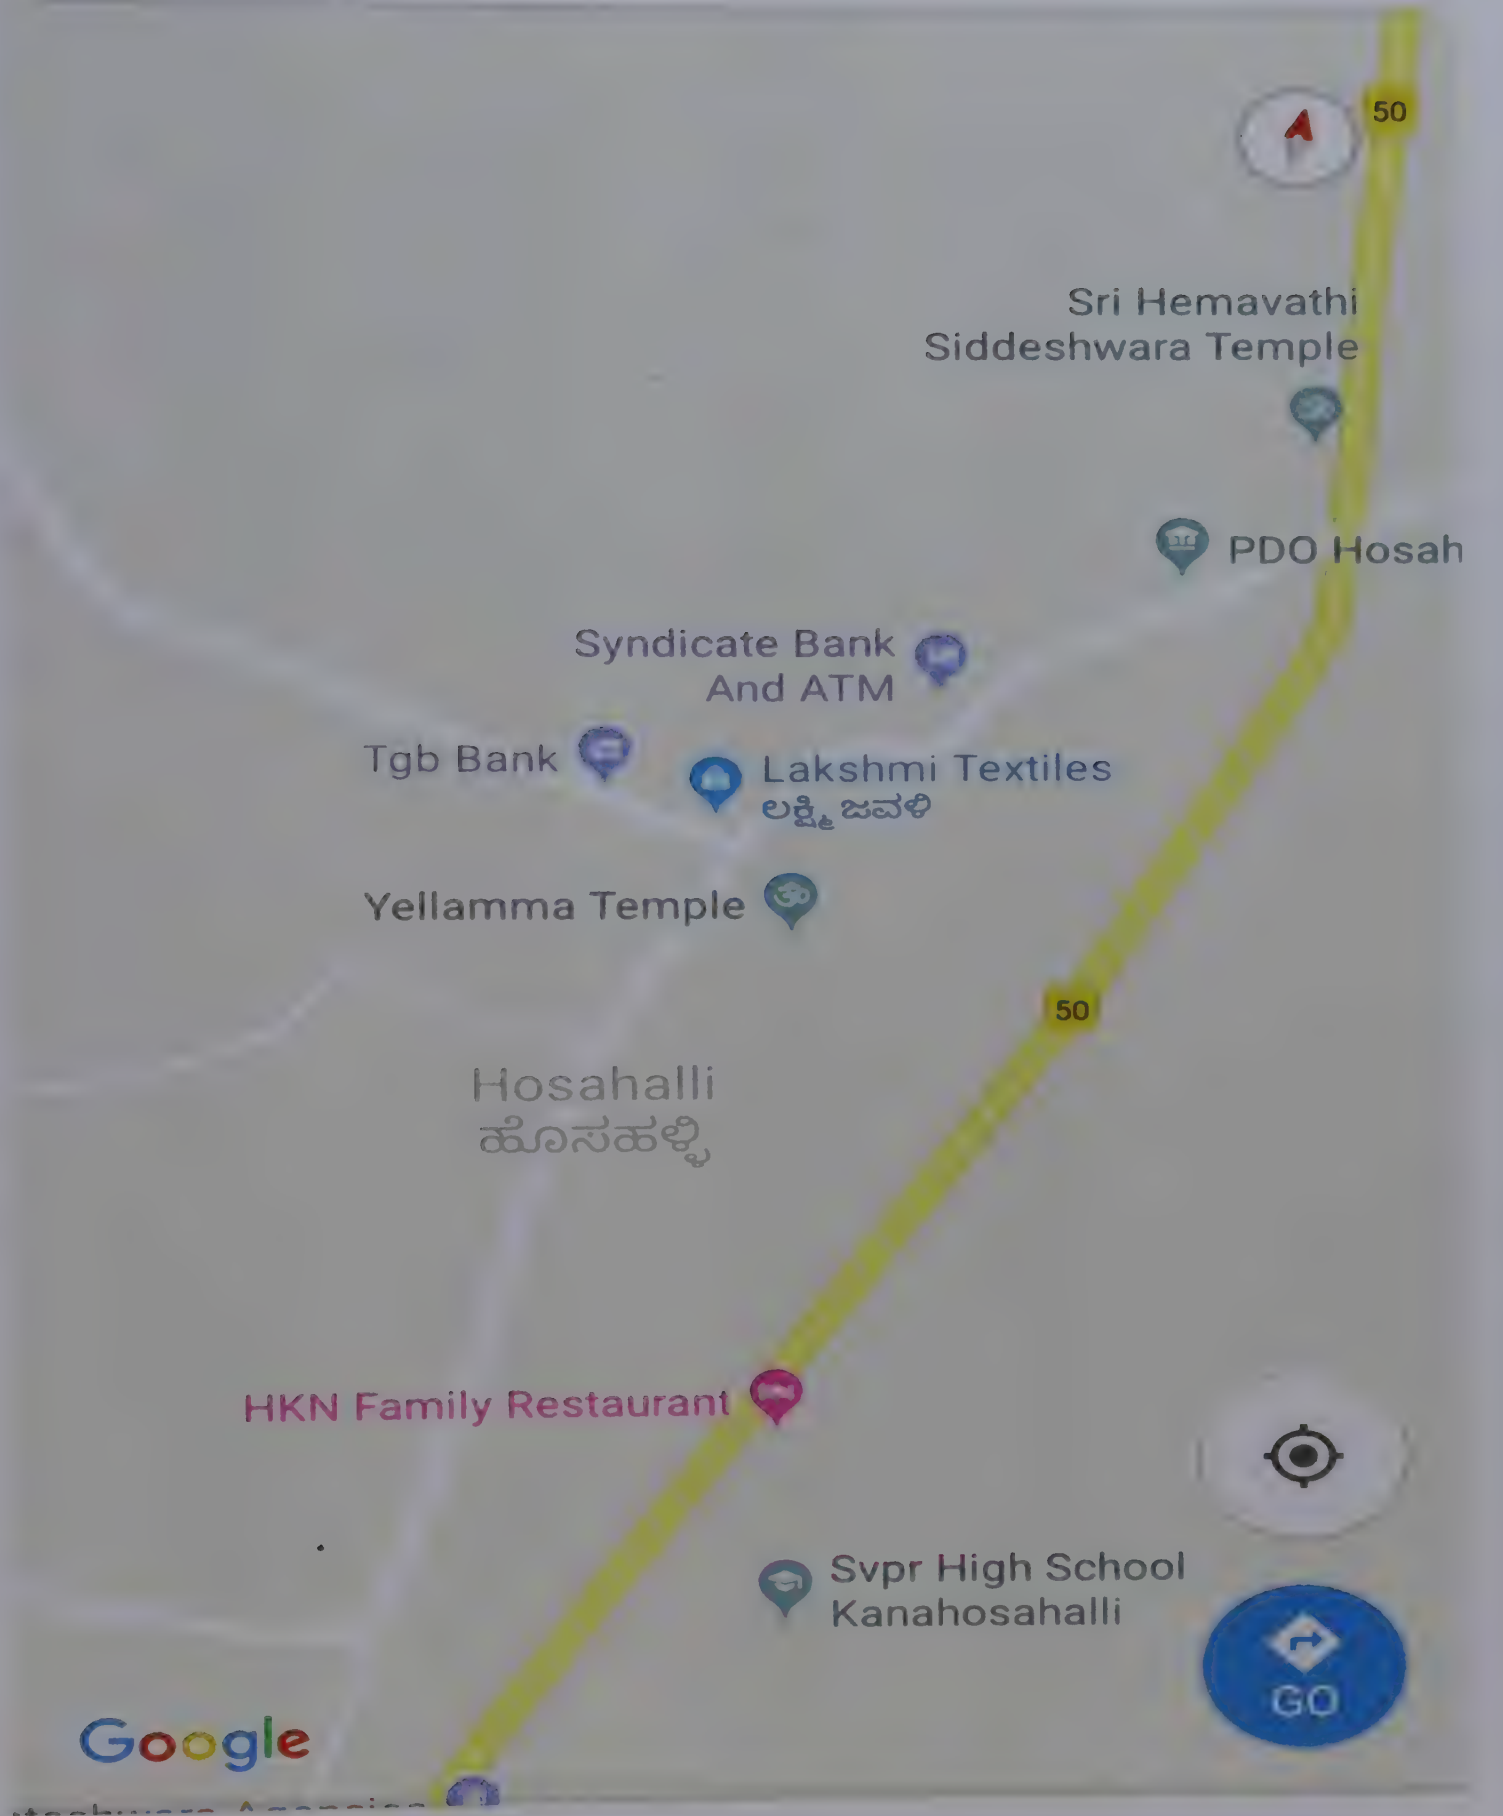 50
Sri Hemavathi
Siddeshwara Temple
PDO Hosah
Syndicate Bank
And ATM
Tgb Bank
Lakshmi Textiles
ಲಕ್ಷ್ಮಿ ಜವಳಿ
Yellamma Temple
50
Hosahalli
ಹೊಸಹಳ್ಳಿ
HKN Family Restaurant
Svpr High School
Kanahosahalli
GO
Google